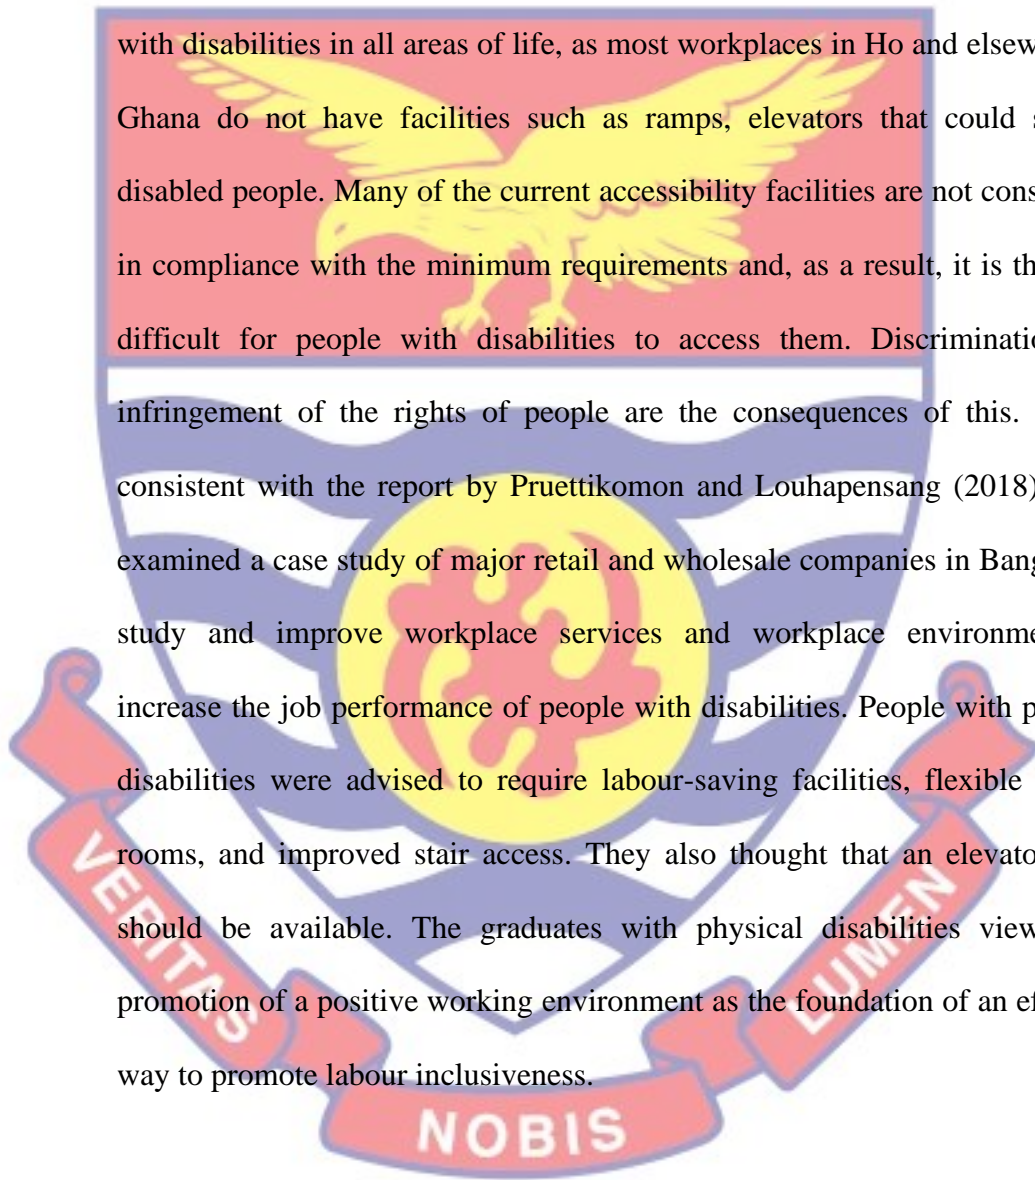 with disabilities in all areas of life, as most workplaces in Ho and elsew
Ghana do not have facilities such as ramps, elevators that could s
disabled people. Many of the current accessibility facilities are not cons
in compliance with the minimum requirements and, as a result, it is th
difficult for people with disabilities to access them. Discriminatio
infringement of the rights of people are the consequences of this.
consistent with the report by Pruettikomon and Louhapensang (2018)
examined a case study of major retail and wholesale companies in Bang
study and improve workplace services and workplace environme
increase the job performance of people with disabilities. People with p
disabilities were advised to require labour-saving facilities, flexible
rooms, and improved stair access. They also thought that an elevato
should be available. The graduates with physical disabilities view
promotion of a positive working environment as the foundation of an ef
way to promote labour inclusiveness.
VERITAS
NOBIS
LUMEN